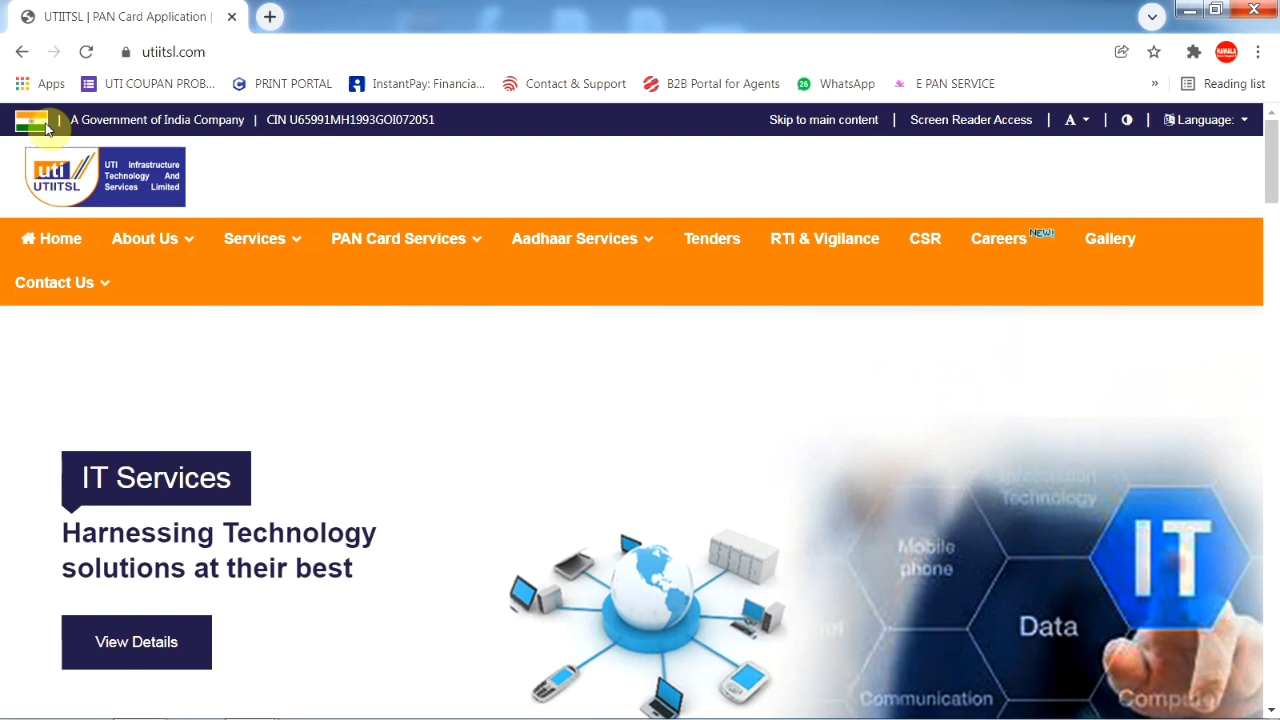 UTIITSL | PAN Card Application |
utiitsl.com
Apps UTI COUPAN PROB... PRINT PORTAL InstantPay: Financia... Contact & Support B2B Portal for Agents 26 WhatsApp E PAN SERVICE » Reading list
| A Government of India Company | CIN U65991MH1993GOI072051 Skip to main content | Screen Reader Access | A | | Language:
uti UTIITSL
UTI Infrastructure
Technology And
Services Limited
Home About Us Services PAN Card Services Aadhaar Services Tenders RTI & Vigilance CSR Careers NEW! Gallery
Contact Us
IT Services
Harnessing Technology
solutions at their best
View Details
Information
Technology
Mobile
phone
IT
Data
Communication
Computer